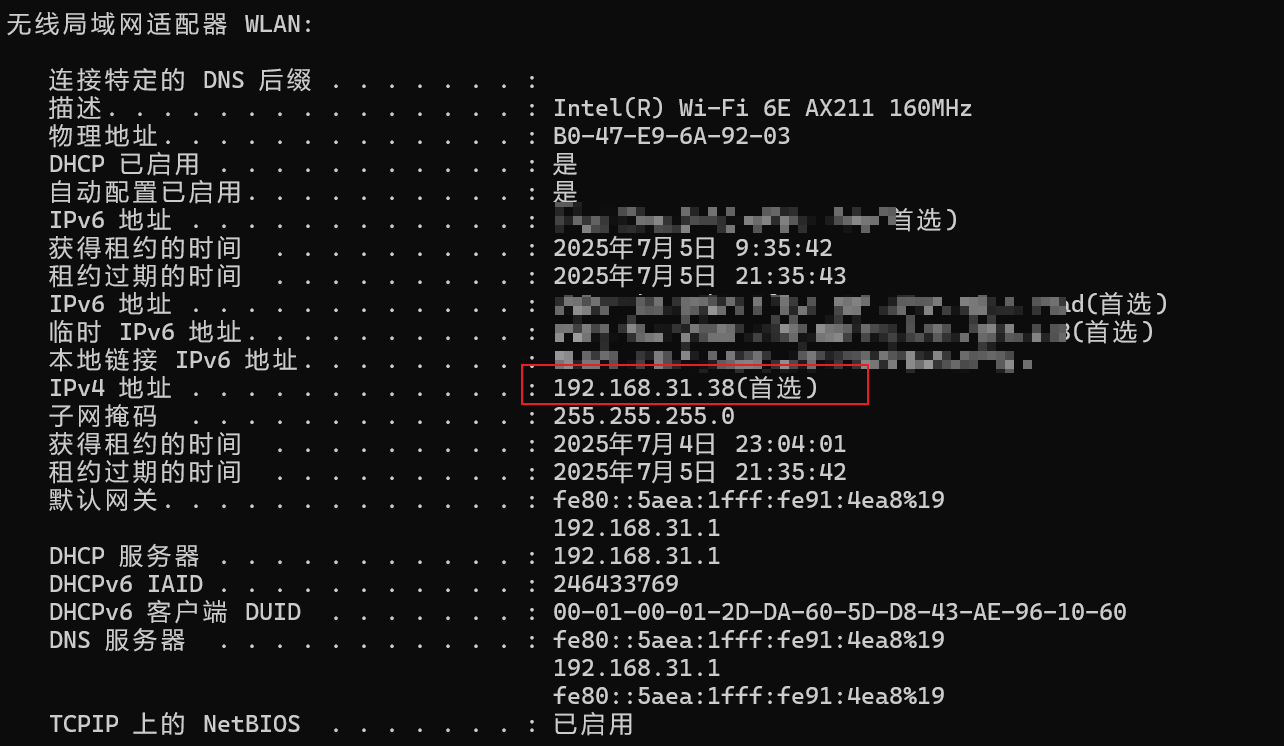 无线局域网适配器 WLAN:
连接特定的 DNS 后缀 . . . . . . . :
描述. . . . . . . . . . . . . . . : Intel(R) Wi-Fi 6E AX211 160MHz
物理地址. . . . . . . . . . . . . : B0-47-E9-6A-92-03
DHCP 已启用 . . . . . . . . . . . : 是
自动配置已启用. . . . . . . . . . : 是
IPv6 地址 . . . . . . . . . . . . : 首选)
获得租约的时间  . . . . . . . . . : 2025年7月5日 9:35:42
租约过期的时间  . . . . . . . . . : 2025年7月5日 21:35:43
IPv6 地址 . . . . . . . . . . . . : d(首选)
临时 IPv6 地址. . . . . . . . . . : (首选)
本地链接 IPv6 地址. . . . . . . . :
IPv4 地址 . . . . . . . . . . . . : 192.168.31.38(首选)
子网掩码  . . . . . . . . . . . . : 255.255.255.0
获得租约的时间  . . . . . . . . . : 2025年7月4日 23:04:01
租约过期的时间  . . . . . . . . . : 2025年7月5日 21:35:42
默认网关. . . . . . . . . . . . . : fe80::5aea:1fff:fe91:4ea8%19
192.168.31.1
DHCP 服务器 . . . . . . . . . . . : 192.168.31.1
DHCPv6 IAID . . . . . . . . . . . : 246433769
DHCPv6 客户端 DUID  . . . . . . . : 00-01-00-01-2D-DA-60-5D-D8-43-AE-96-10-60
DNS 服务器  . . . . . . . . . . . : fe80::5aea:1fff:fe91:4ea8%19
192.168.31.1
fe80::5aea:1fff:fe91:4ea8%19
TCPIP 上的 NetBIOS  . . . . . . . : 已启用